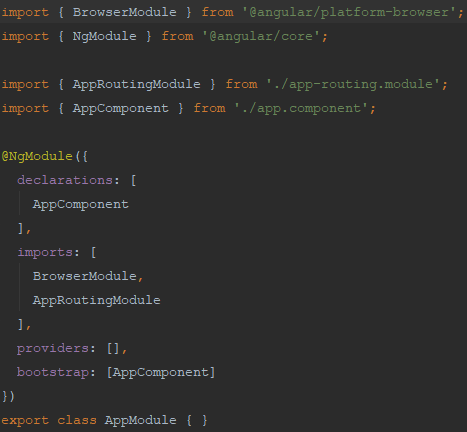 import { BrowserModule } from '@angular/platform-browser';
import { NgModule } from '@angular/core';

import { AppRoutingModule } from './app-routing.module';
import { AppComponent } from './app.component';

@NgModule({
  declarations: [
    AppComponent
  ],
  imports: [
    BrowserModule,
    AppRoutingModule
  ],
  providers: [],
  bootstrap: [AppComponent]
})
export class AppModule { }